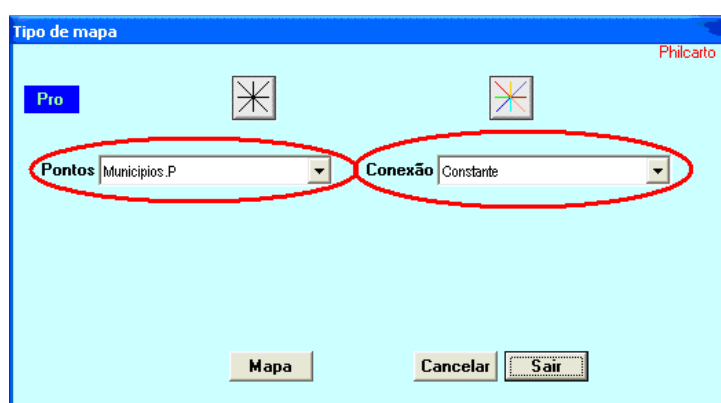 Tipo de mapa
Philcarto
Pro
Pontos Municipios.P Conexão Constante
Mapa Cancelar Sair